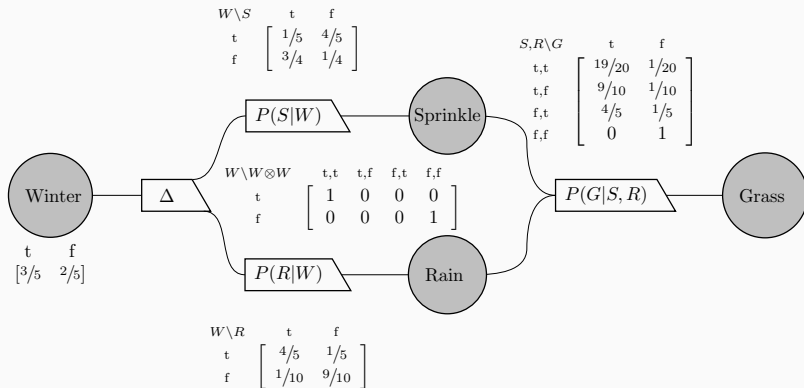 W\S t f
t [ 1/5 4/5 ]
f [ 3/4 1/4 ]
S,R\G t f
t,t [ 19/20 1/20 ]
t,f [ 9/10 1/10 ]
f,t [ 4/5 1/5 ]
f,f [ 0 1 ]
P(S|W)
Sprinkle
W\W⊗W t,t t,f f,t f,f
t [ 1 0 0 0 ]
f [ 0 0 0 1 ]
Winter
Δ
P(G|S, R)
Grass
t f
[3/5 2/5]
P(R|W)
Rain
W\R t f
t [ 4/5 1/5 ]
f [ 1/10 9/10 ]